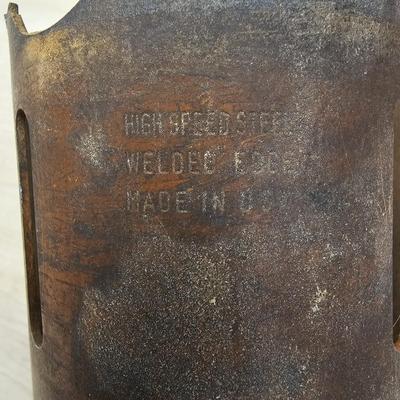 HIGH SPEED STEEL
WELDED EDGE
MADE IN U.S.A